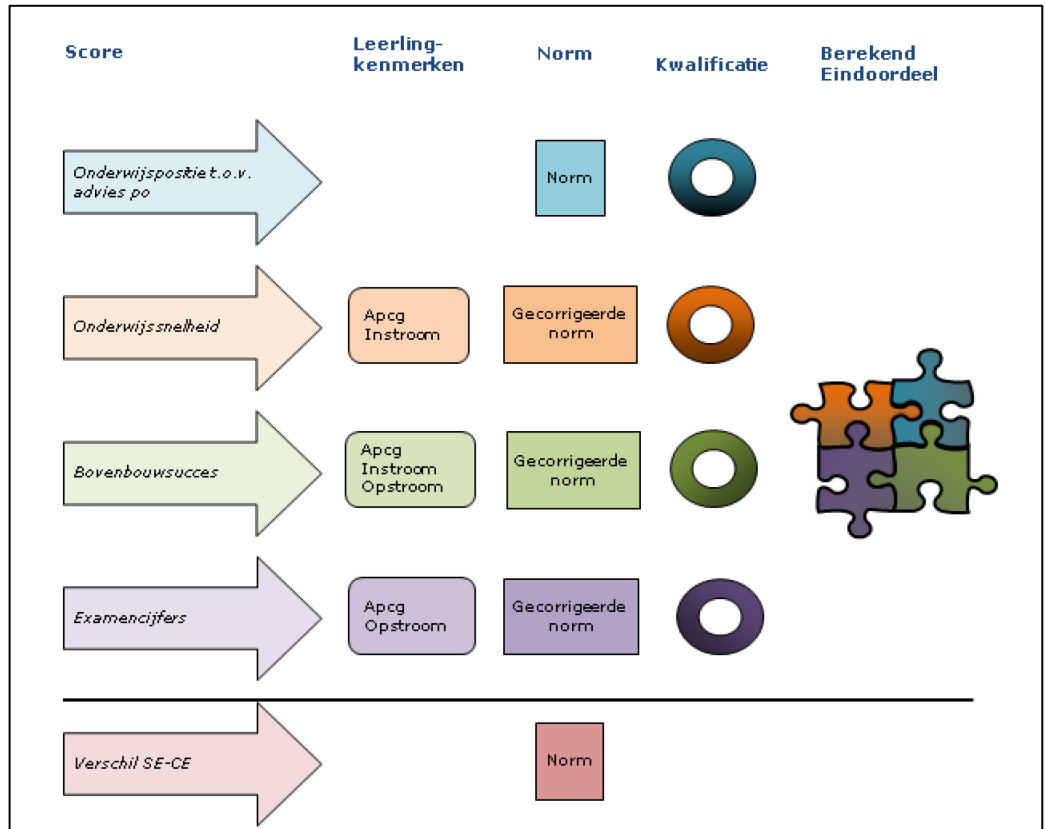 Score
Leerling-
kenmerken
Norm
Kwalificatie
Berekend
Eindoordeel
Onderwijspositie t.o.v.
advies po
Norm
Onderwijssnelheid
Apcg
Instroom
Gecorrigeerde
norm
Bovenbouwsucces
Apcg
Instroom
Opstroom
Gecorrigeerde
norm
Examencijfers
Apcg
Opstroom
Gecorrigeerde
norm
Verschil SE-CE
Norm